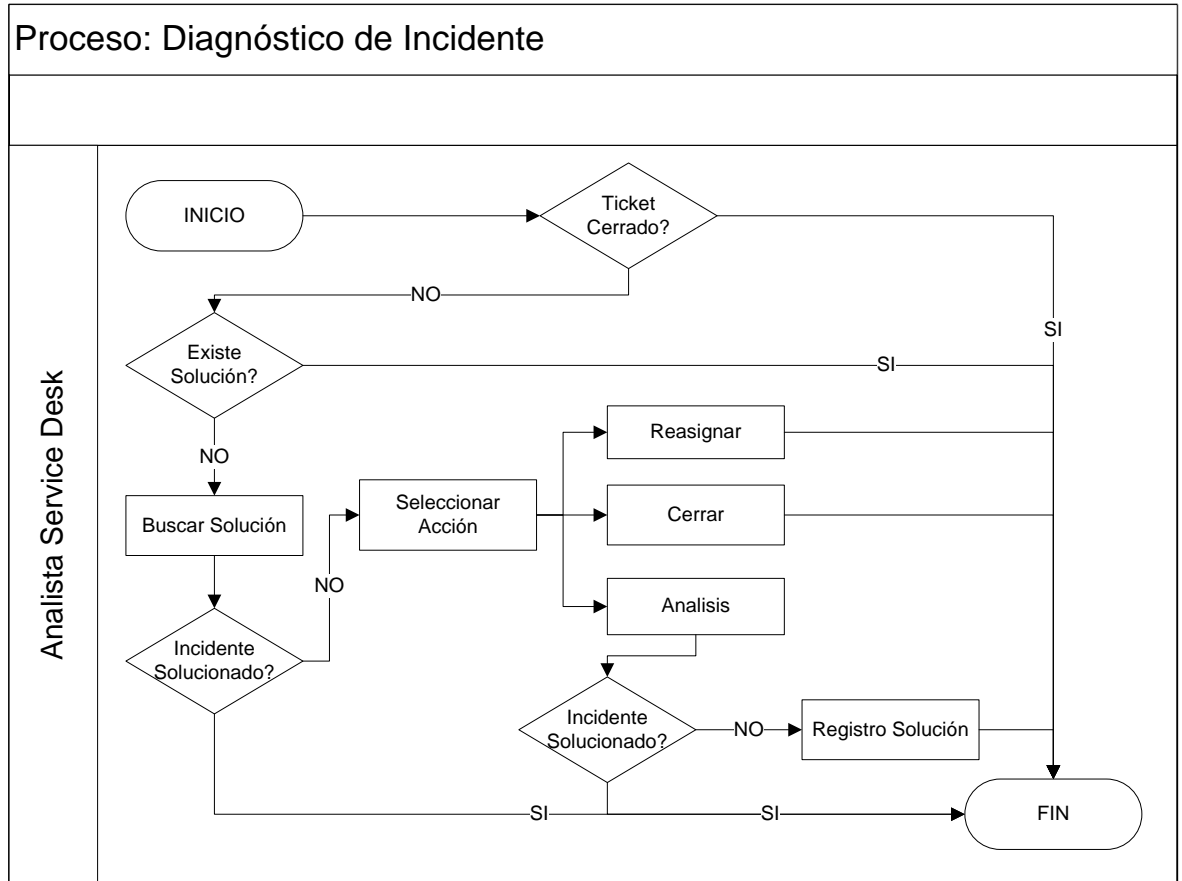 Proceso: Diagnóstico de Incidente
Analista Service Desk
INICIO
Ticket
Cerrado?
NO
SI
Existe
Solución?
SI
NO
Reasignar
Buscar Solución
Seleccionar
Acción
Cerrar
NO
Analisis
Incidente
Solucionado?
Incidente
Solucionado?
NO
Registro Solución
SI
SI
FIN